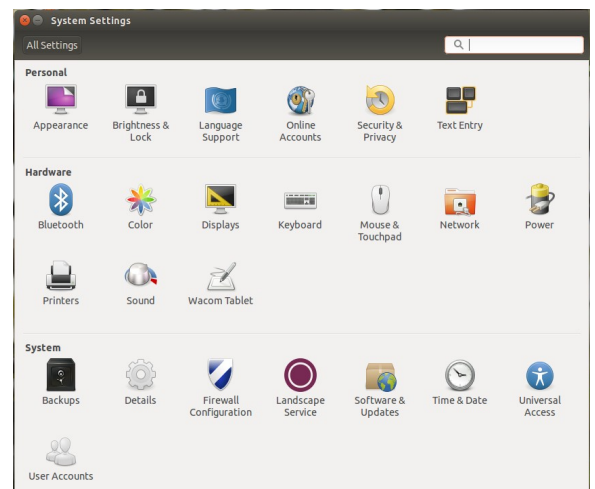 System Settings
All Settings
Personal
Appearance
Brightness &
Lock
Language
Support
Online
Accounts
Security &
Privacy
Text Entry
Hardware
Bluetooth
Color
Displays
Keyboard
Mouse &
Touchpad
Network
Power
Printers
Sound
Wacom Tablet
System
Backups
Details
Firewall
Configuration
Landscape
Service
Software &
Updates
Time & Date
Universal
Access
User Accounts